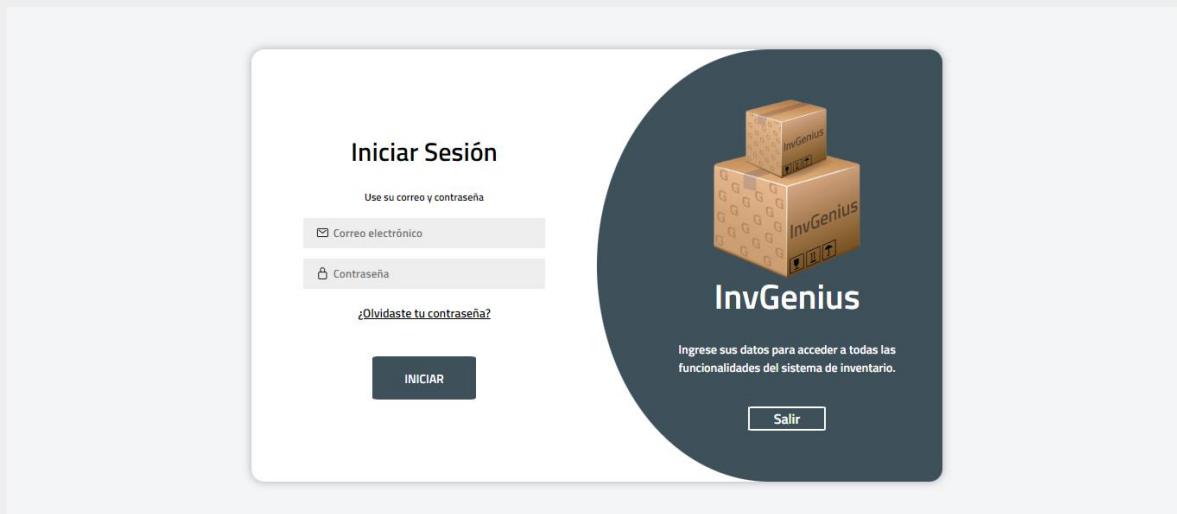 Iniciar Sesión
Use su correo y contraseña
Correo electrónico
Contraseña
¿Olvidaste tu contraseña?
INICIAR
InvGenius
InvGenius
InvGenius
Ingrese sus datos para acceder a todas las
funcionalidades del sistema de inventario.
Salir